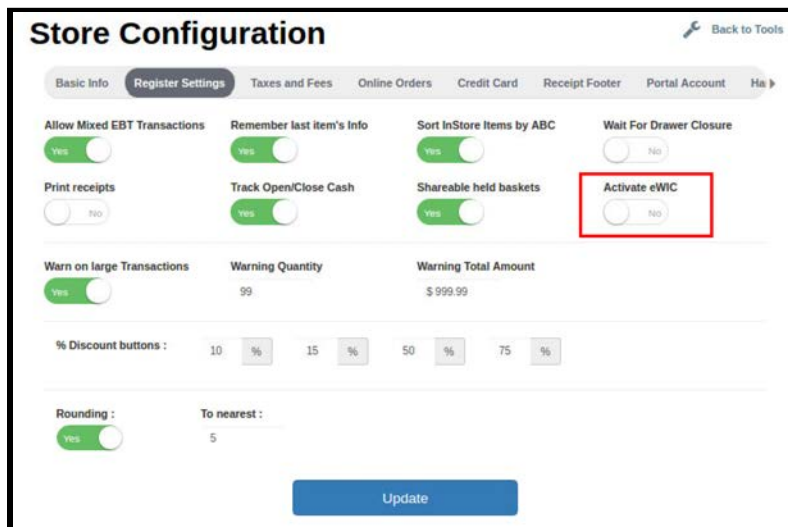 Store Configuration
Back to Tools
Basic Info Register Settings Taxes and Fees Online Orders Credit Card Receipt Footer Portal Account Ha
Allow Mixed EBT Transactions Remember last item's Info Sort InStore Items by ABC Wait For Drawer Closure
Yes Yes Yes No
Print receipts Track Open/Close Cash Shareable held baskets Activate eWIC
No Yes Yes No
Warn on large Transactions Warning Quantity Warning Total Amount
Yes 99 $ 999.99
% Discount buttons : 10 % 15 % 50 % 75 %
Rounding : To nearest :
Yes 5
Update